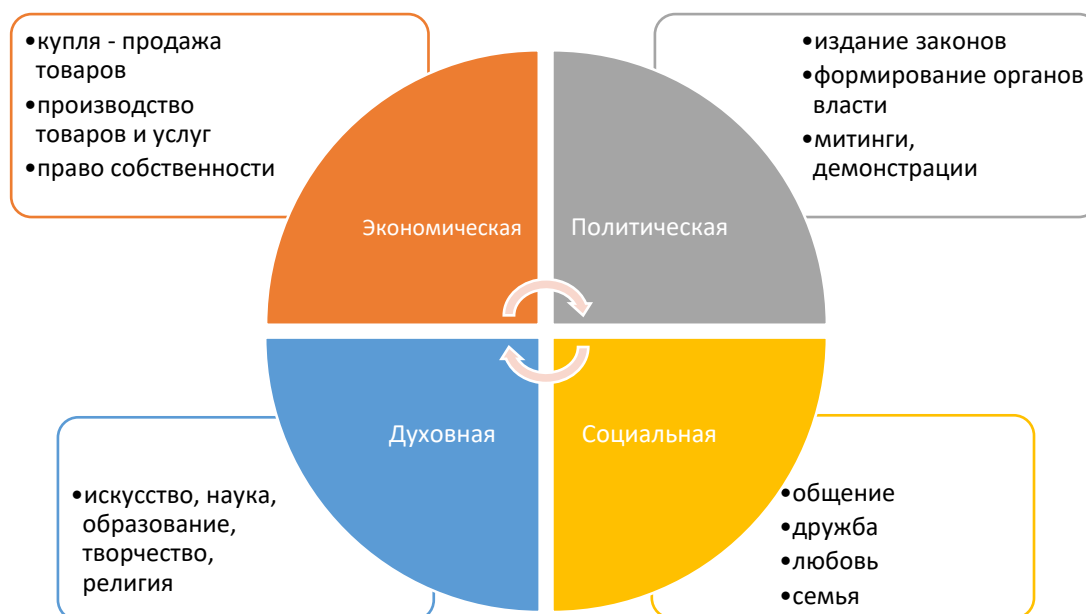 •купля - продажа
товаров
•производство
товаров и услуг
•право собственности
•издание законов
•формирование органов
власти
•митинги,
демонстрации
Экономическая
Политическая
Духовная
Социальная
•искусство, наука,
образование,
творчество,
религия
•общение
•дружба
•любовь
•семья